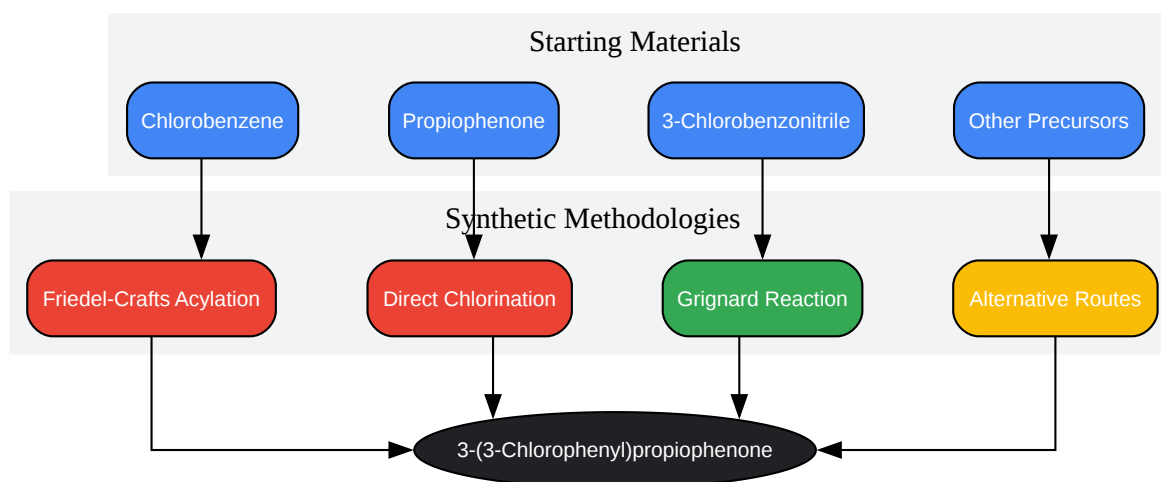 Starting Materials
Chlorobenzene
Propiophenone
3-Chlorobenzonitrile
Other Precursors
Synthetic Methodologies
Friedel-Crafts Acylation
Direct Chlorination
Grignard Reaction
Alternative Routes
3-(3-Chlorophenyl)propiophenone